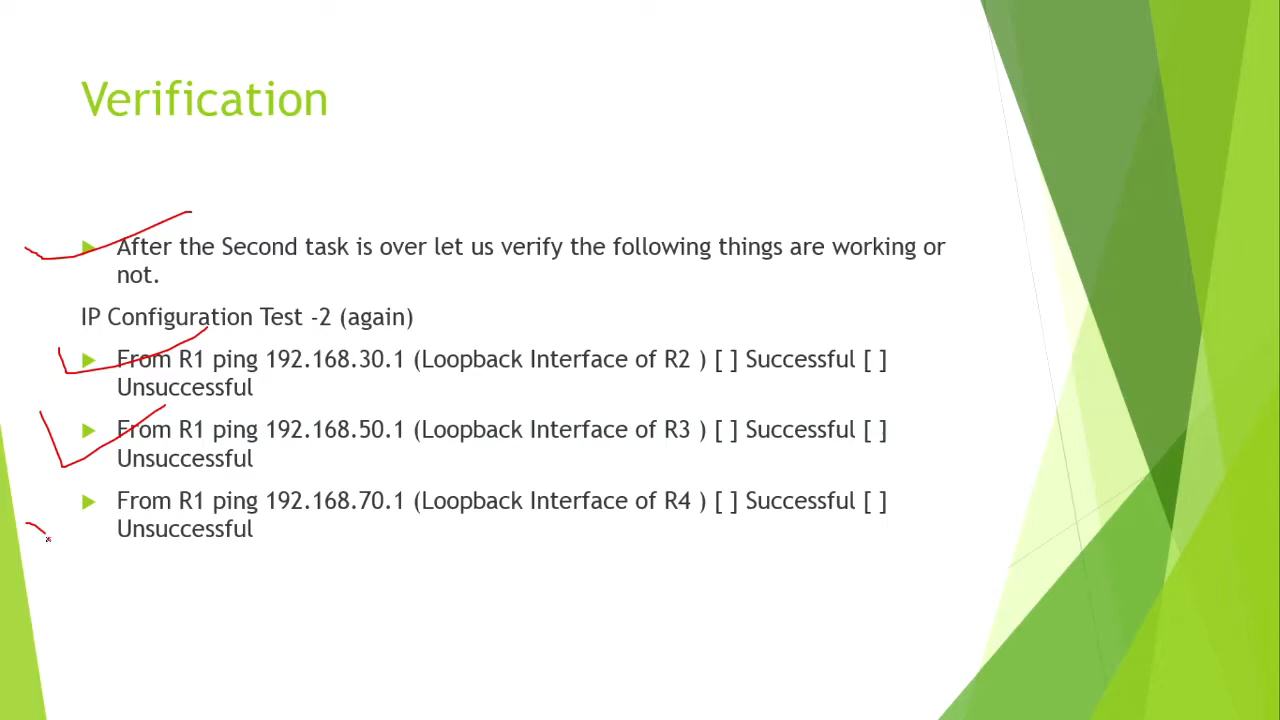 Verification
After the Second task is over let us verify the following things are working or
not.
IP Configuration Test -2 (again)
From R1 ping 192.168.30.1 (Loopback Interface of R2 ) [ ] Successful [ ]
Unsuccessful
From R1 ping 192.168.50.1 (Loopback Interface of R3 ) [ ] Successful [ ]
Unsuccessful
From R1 ping 192.168.70.1 (Loopback Interface of R4 ) [ ] Successful [ ]
Unsuccessful